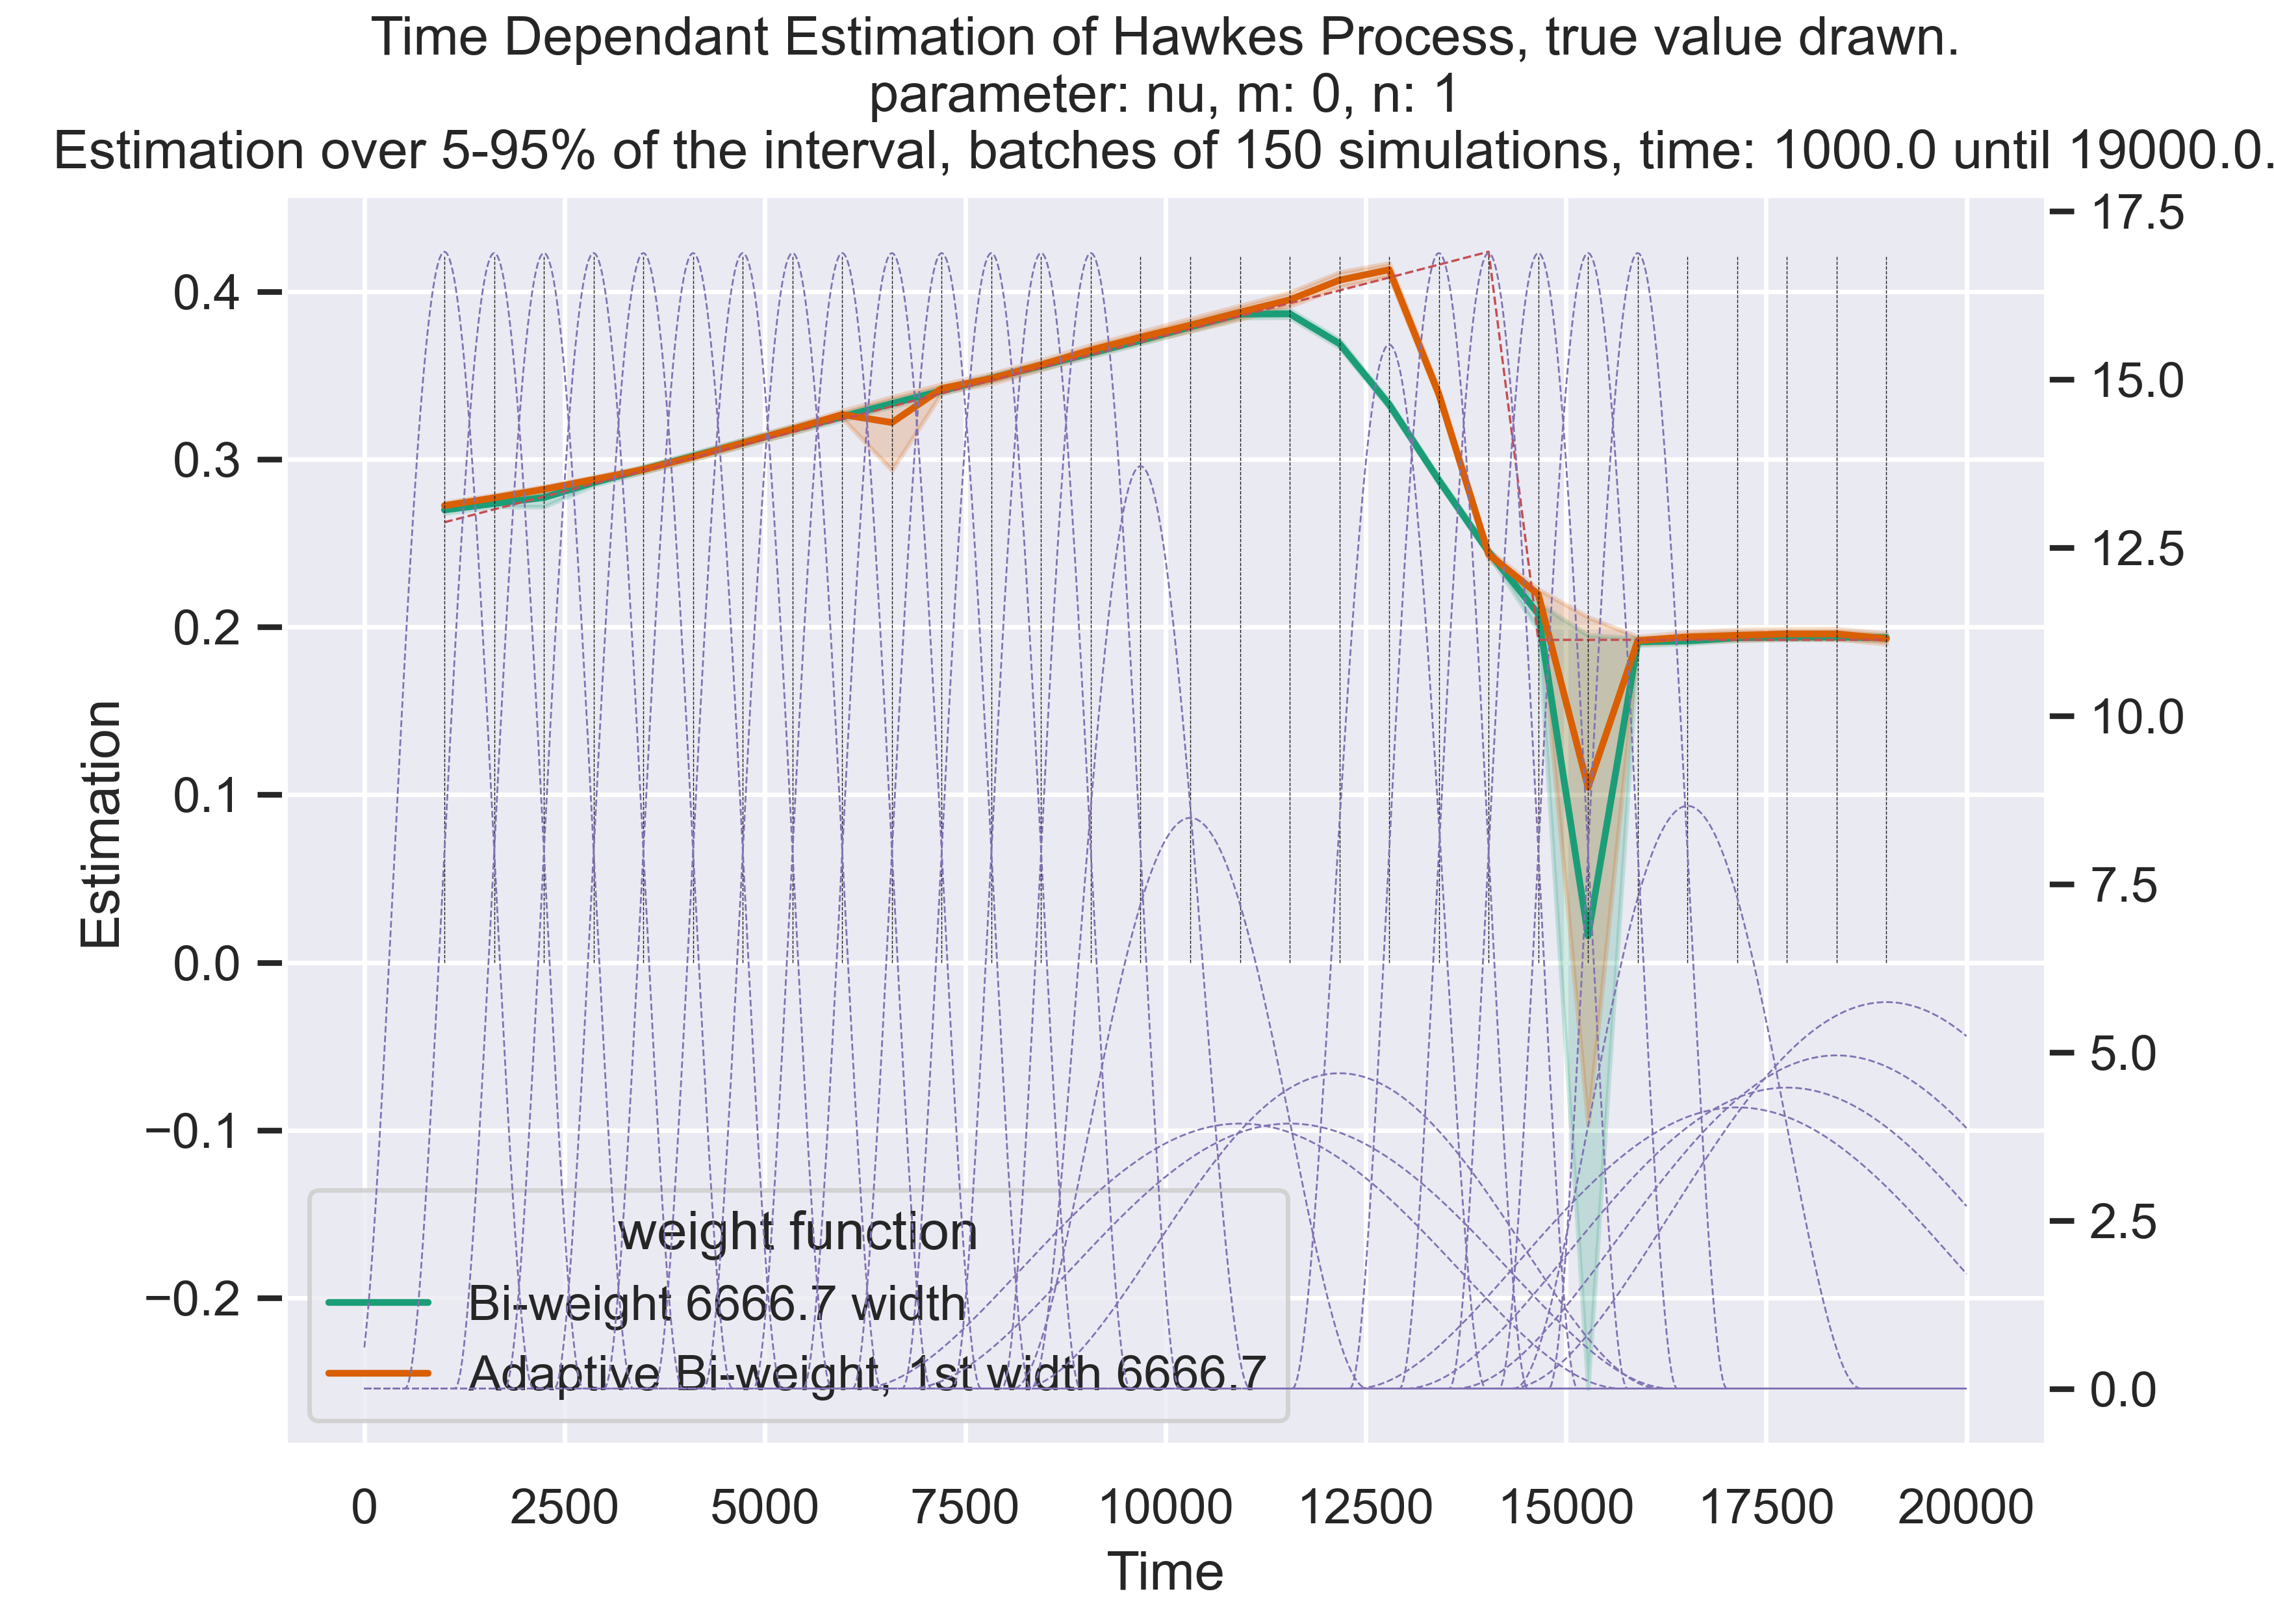 Time Dependant Estimation of Hawkes Process, true value drawn.
parameter: nu, m: 0, n: 1
Estimation over 5-95% of the interval, batches of 150 simulations, time: 1000.0 until 19000.0.
17.5
0.4
15.0
0.3
12.5
0.2
10.0
0.1
7.5
0.0
5.0
−0.1
2.5
−0.2
0.0
Estimation
weight function
Bi-weight 6666.7 width
Adaptive Bi-weight, 1st width 6666.7
0 2500 5000 7500 10000 12500 15000 17500 20000
Time